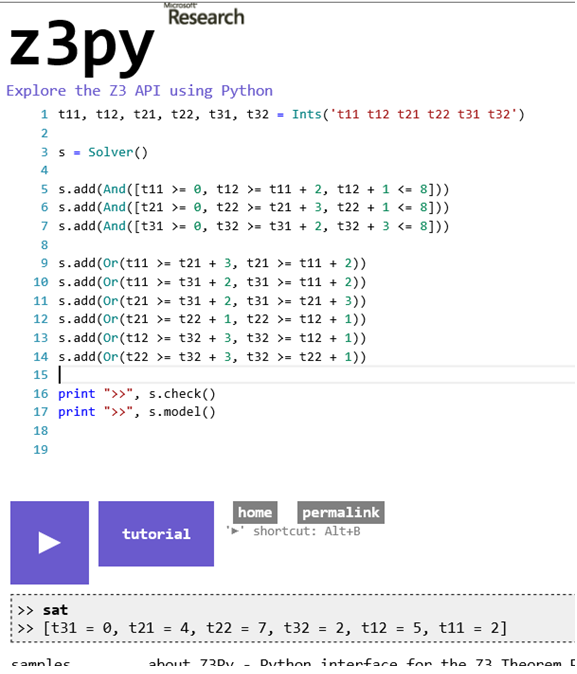 Microsoft
Research
z3py
Explore the Z3 API using Python
1 t11, t12, t21, t22, t31, t32 = Ints('t11 t12 t21 t22 t31 t32')
2
3 s = Solver()
4
5 s.add(And([t11 >= 0, t12 >= t11 + 2, t12 + 1 <= 8]))
6 s.add(And([t21 >= 0, t22 >= t21 + 3, t22 + 1 <= 8]))
7 s.add(And([t31 >= 0, t32 >= t31 + 2, t32 + 3 <= 8]))
8
9 s.add(Or(t11 >= t21 + 3, t21 >= t11 + 2))
10 s.add(Or(t11 >= t31 + 2, t31 >= t11 + 2))
11 s.add(Or(t21 >= t31 + 2, t31 >= t21 + 3))
12 s.add(Or(t21 >= t22 + 1, t22 >= t12 + 1))
13 s.add(Or(t12 >= t32 + 3, t32 >= t12 + 1))
14 s.add(Or(t22 >= t32 + 3, t32 >= t22 + 1))
15
16 print ">>", s.check()
17 print ">>", s.model()
18
19
tutorial
home permalink
'►' shortcut: Alt+B
>> sat
>> [t31 = 0, t21 = 4, t22 = 7, t32 = 2, t12 = 5, t11 = 2]
samples about Z3Py - Python interface for the Z3 Theorem